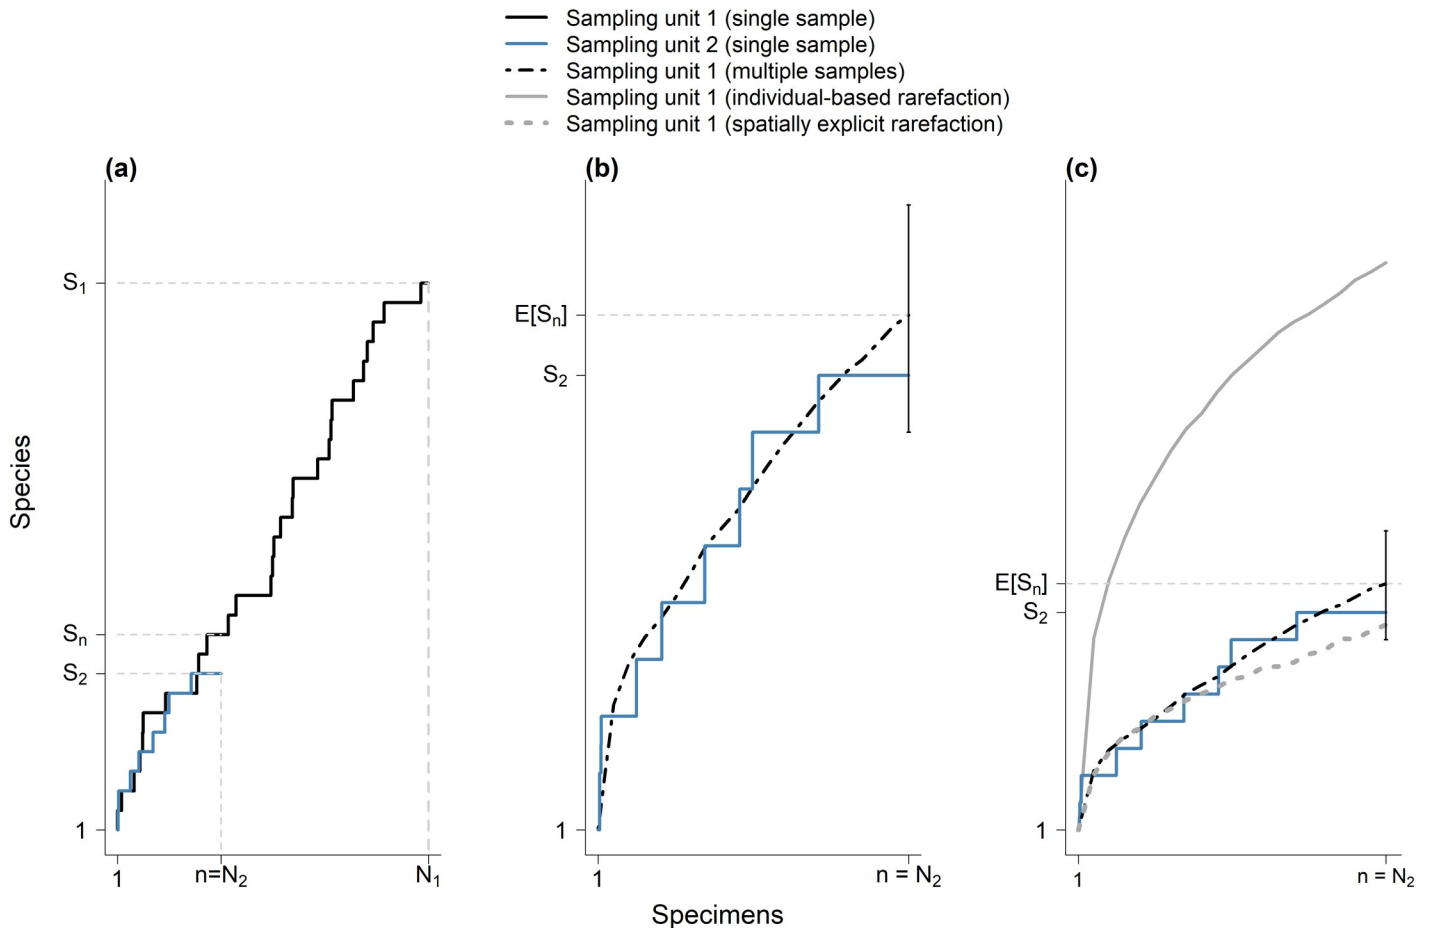 Sampling unit 1 (single sample)
Sampling unit 2 (single sample)
Sampling unit 1 (multiple samples)
Sampling unit 1 (individual-based rarefaction)
Sampling unit 1 (spatially explicit rarefaction)
(a)
S₁
Sₙ
S₂
1
1
n=N₂
N₁
Species
(b)
E[Sₙ]
S₂
1
1
n = N₂
Specimens
(c)
E[Sₙ]
S₂
1
1
n = N₂